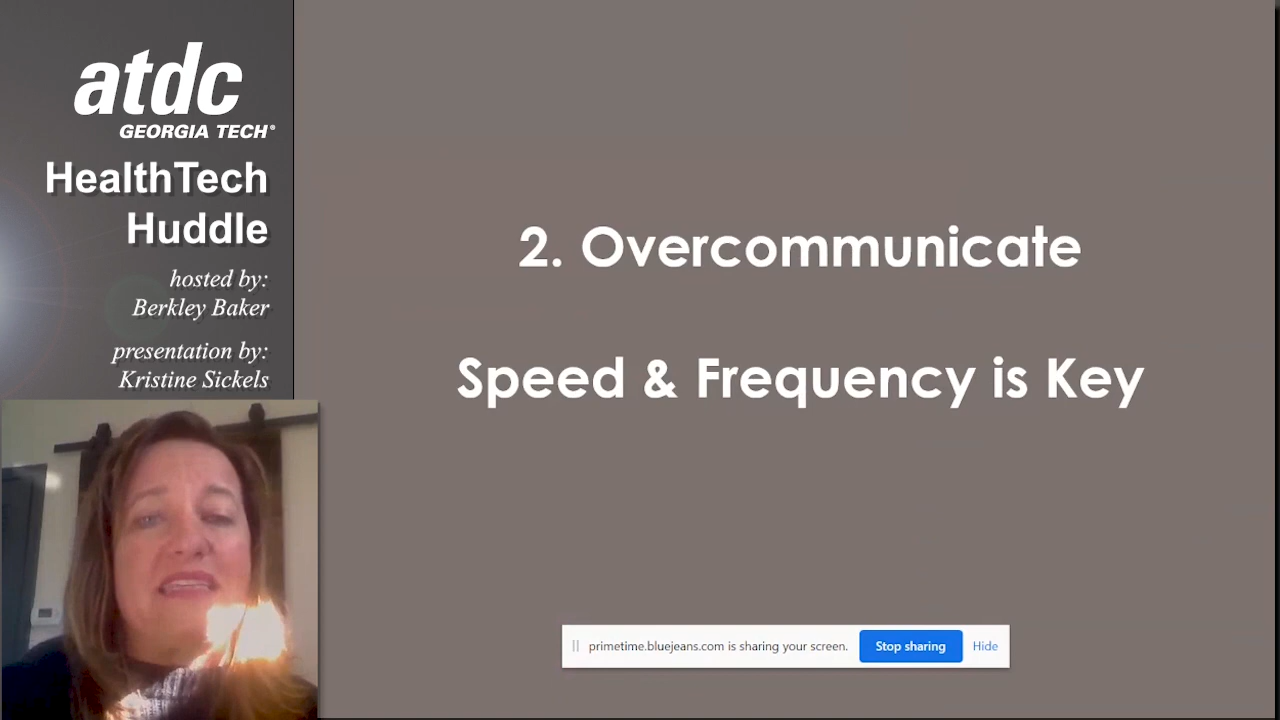 atdc
GEORGIA TECH®
HealthTech
Huddle
hosted by:
Berkley Baker
presentation by:
Kristine Sickels
2. Overcommunicate
Speed & Frequency is Key
primetime.bluejeans.com is sharing your screen.
Stop sharing
Hide